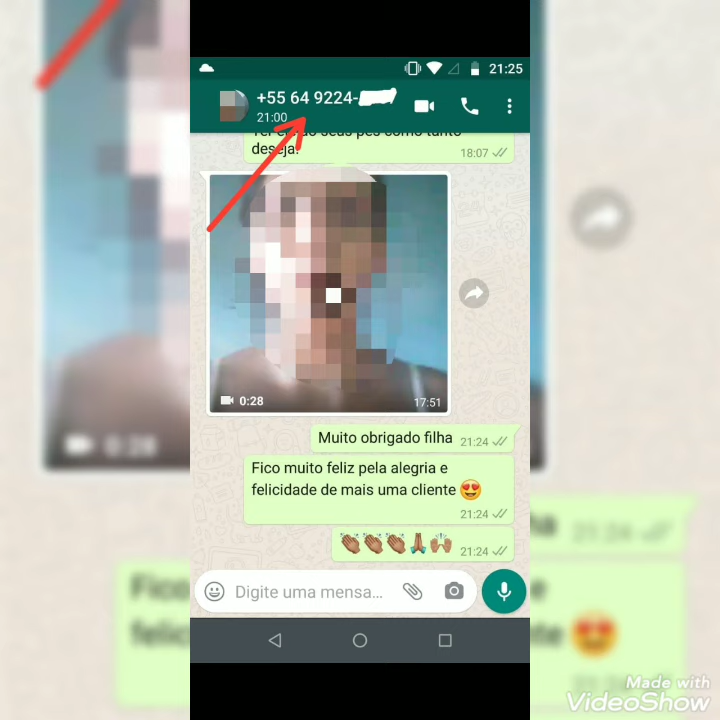 21:25
+55 64 9224-
21:00
deseja!
18:07
0:28
17:51
Muito obrigado filha
21:24
Fico muito feliz pela alegria e
felicidade de mais uma cliente 😍
21:24
👏🏽👏🏽👏🏽🙏🏽🙌🏽
21:24
Digite uma mensa...
Made with
VideoShow